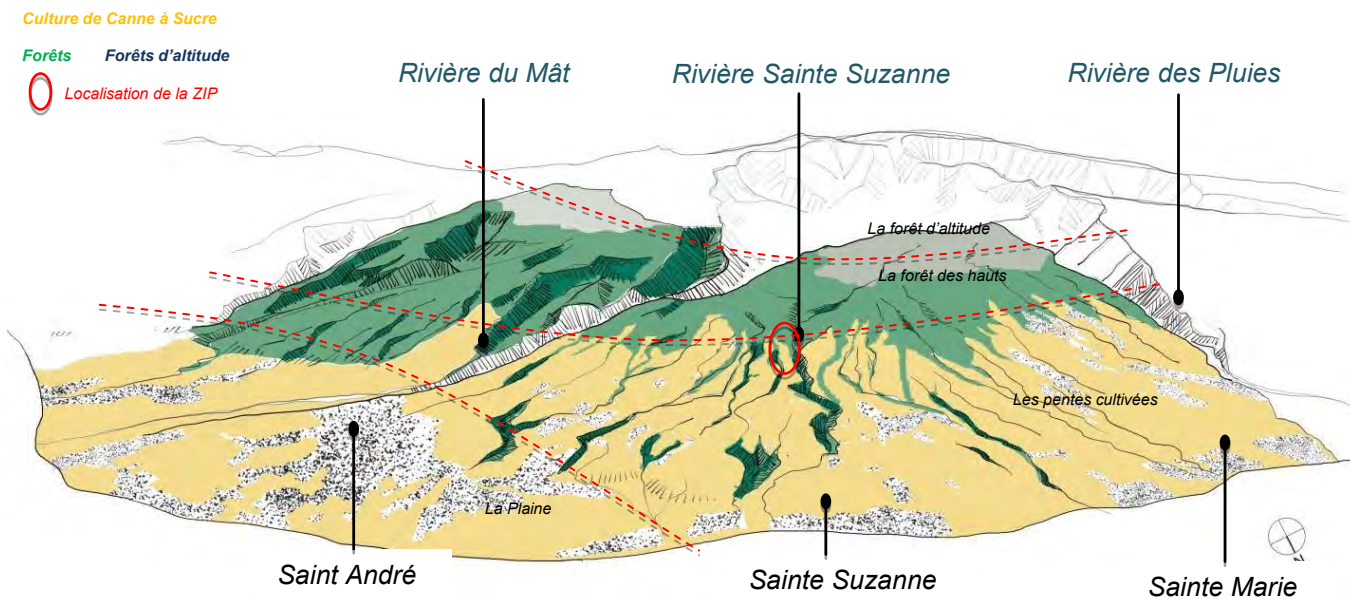 Culture de Canne à Sucre
Forêts Forêts d'altitude
Localisation de la ZIP
Rivière du Mât
Rivière Sainte Suzanne
Rivière des Pluies
La forêt d'altitude
La forêt des hauts
Les pentes cultivées
La Plaine
N
Saint André
Sainte Suzanne
Sainte Marie